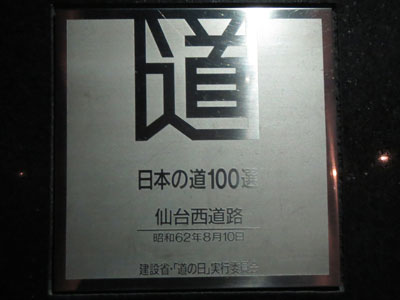 道
日本の道100選
仙台西道路
昭和62年8月10日
建設省・「道の日」実行委員会